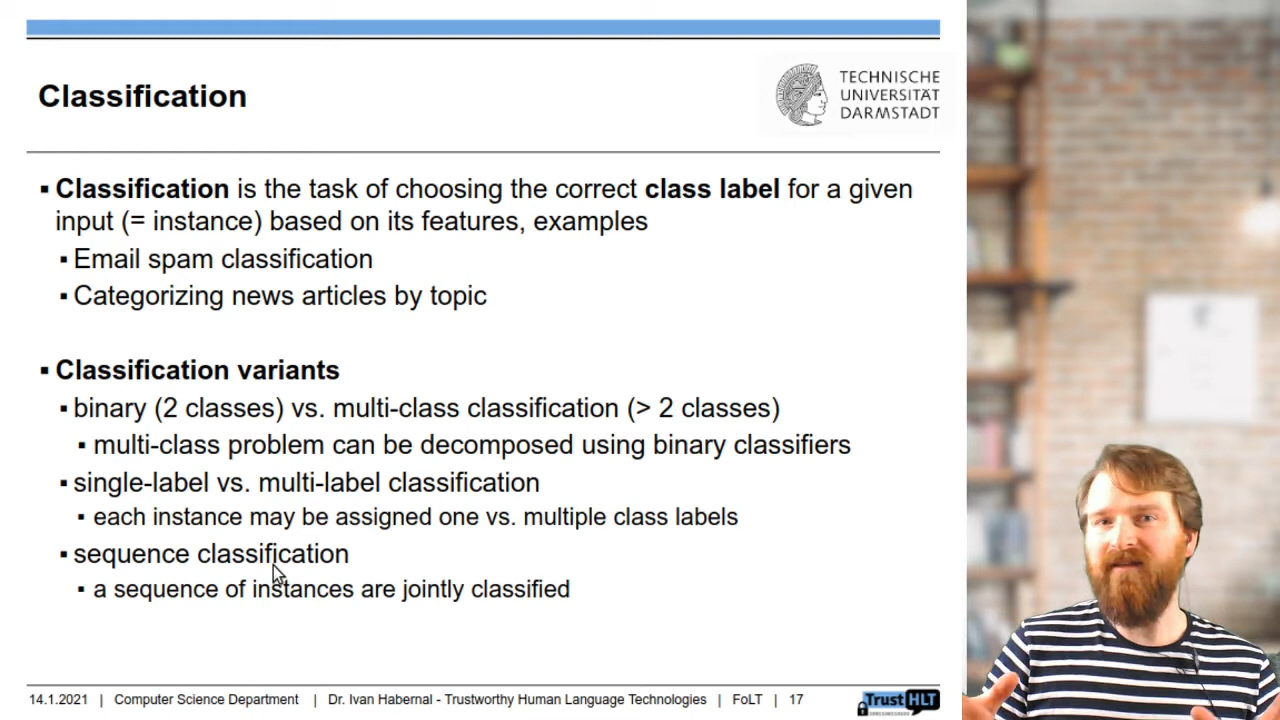 Classification
TECHNISCHE
UNIVERSITÄT
DARMSTADT
▪ Classification is the task of choosing the correct class label for a given
input (= instance) based on its features, examples
▪ Email spam classification
▪ Categorizing news articles by topic
▪ Classification variants
▪ binary (2 classes) vs. multi-class classification (> 2 classes)
▪ multi-class problem can be decomposed using binary classifiers
▪ single-label vs. multi-label classification
▪ each instance may be assigned one vs. multiple class labels
▪ sequence classification
▪ a sequence of instances are jointly classified
14.1.2021 | Computer Science Department | Dr. Ivan Habernal - Trustworthy Human Language Technologies | FoLT | 17
TrustHLT